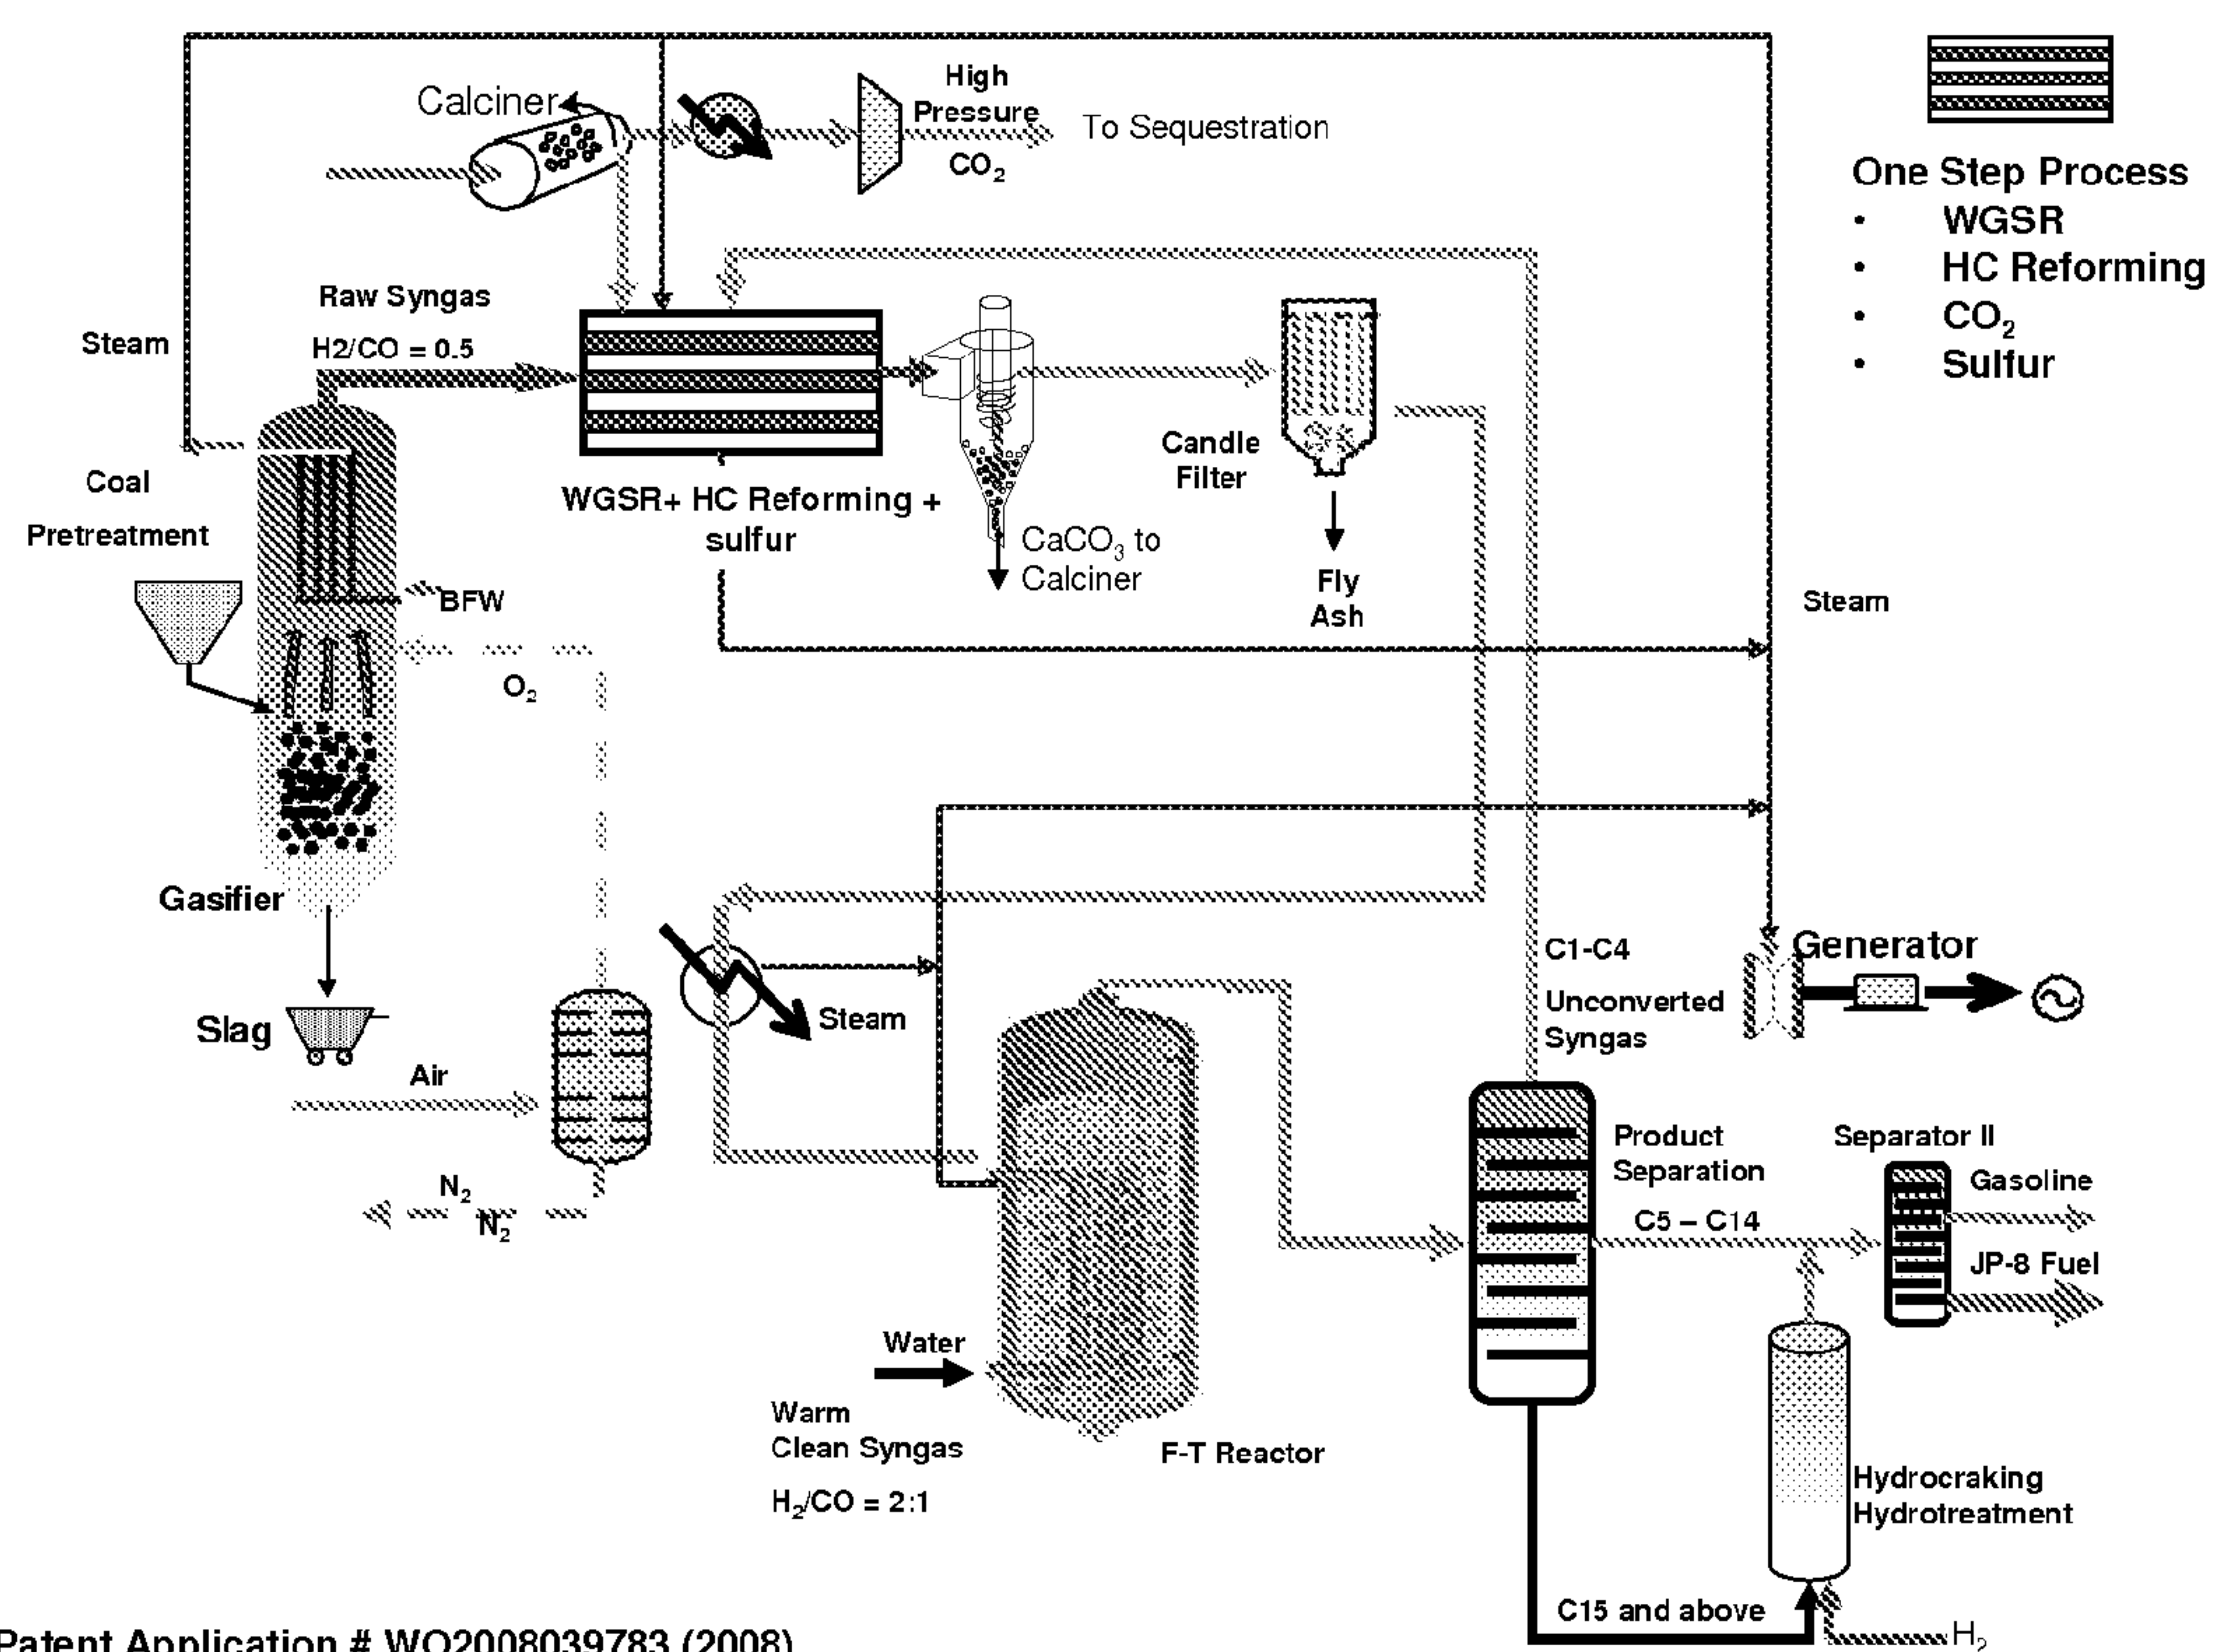 Calciner
High
Pressure
CO₂
To Sequestration
One Step Process
• WGSR
• HC Reforming
• CO₂
• Sulfur
Raw Syngas
H2/CO = 0.5
Steam
Coal
Pretreatment
WGSR+ HC Reforming +
sulfur
CaCO₃ to
Calciner
Candle
Filter
Fly
Ash
BFW
O₂
Steam
Gasifier
Slag
Air
N₂
N₂
Steam
C1-C4
Unconverted
Syngas
Generator
Product
Separation
C5 – C14
Separator II
Gasoline
JP-8 Fuel
Water
Warm
Clean Syngas
H₂/CO = 2:1
F-T Reactor
Hydrocraking
Hydrotreatment
C15 and above
H₂
Patent Application # WO2008039783 (2008)